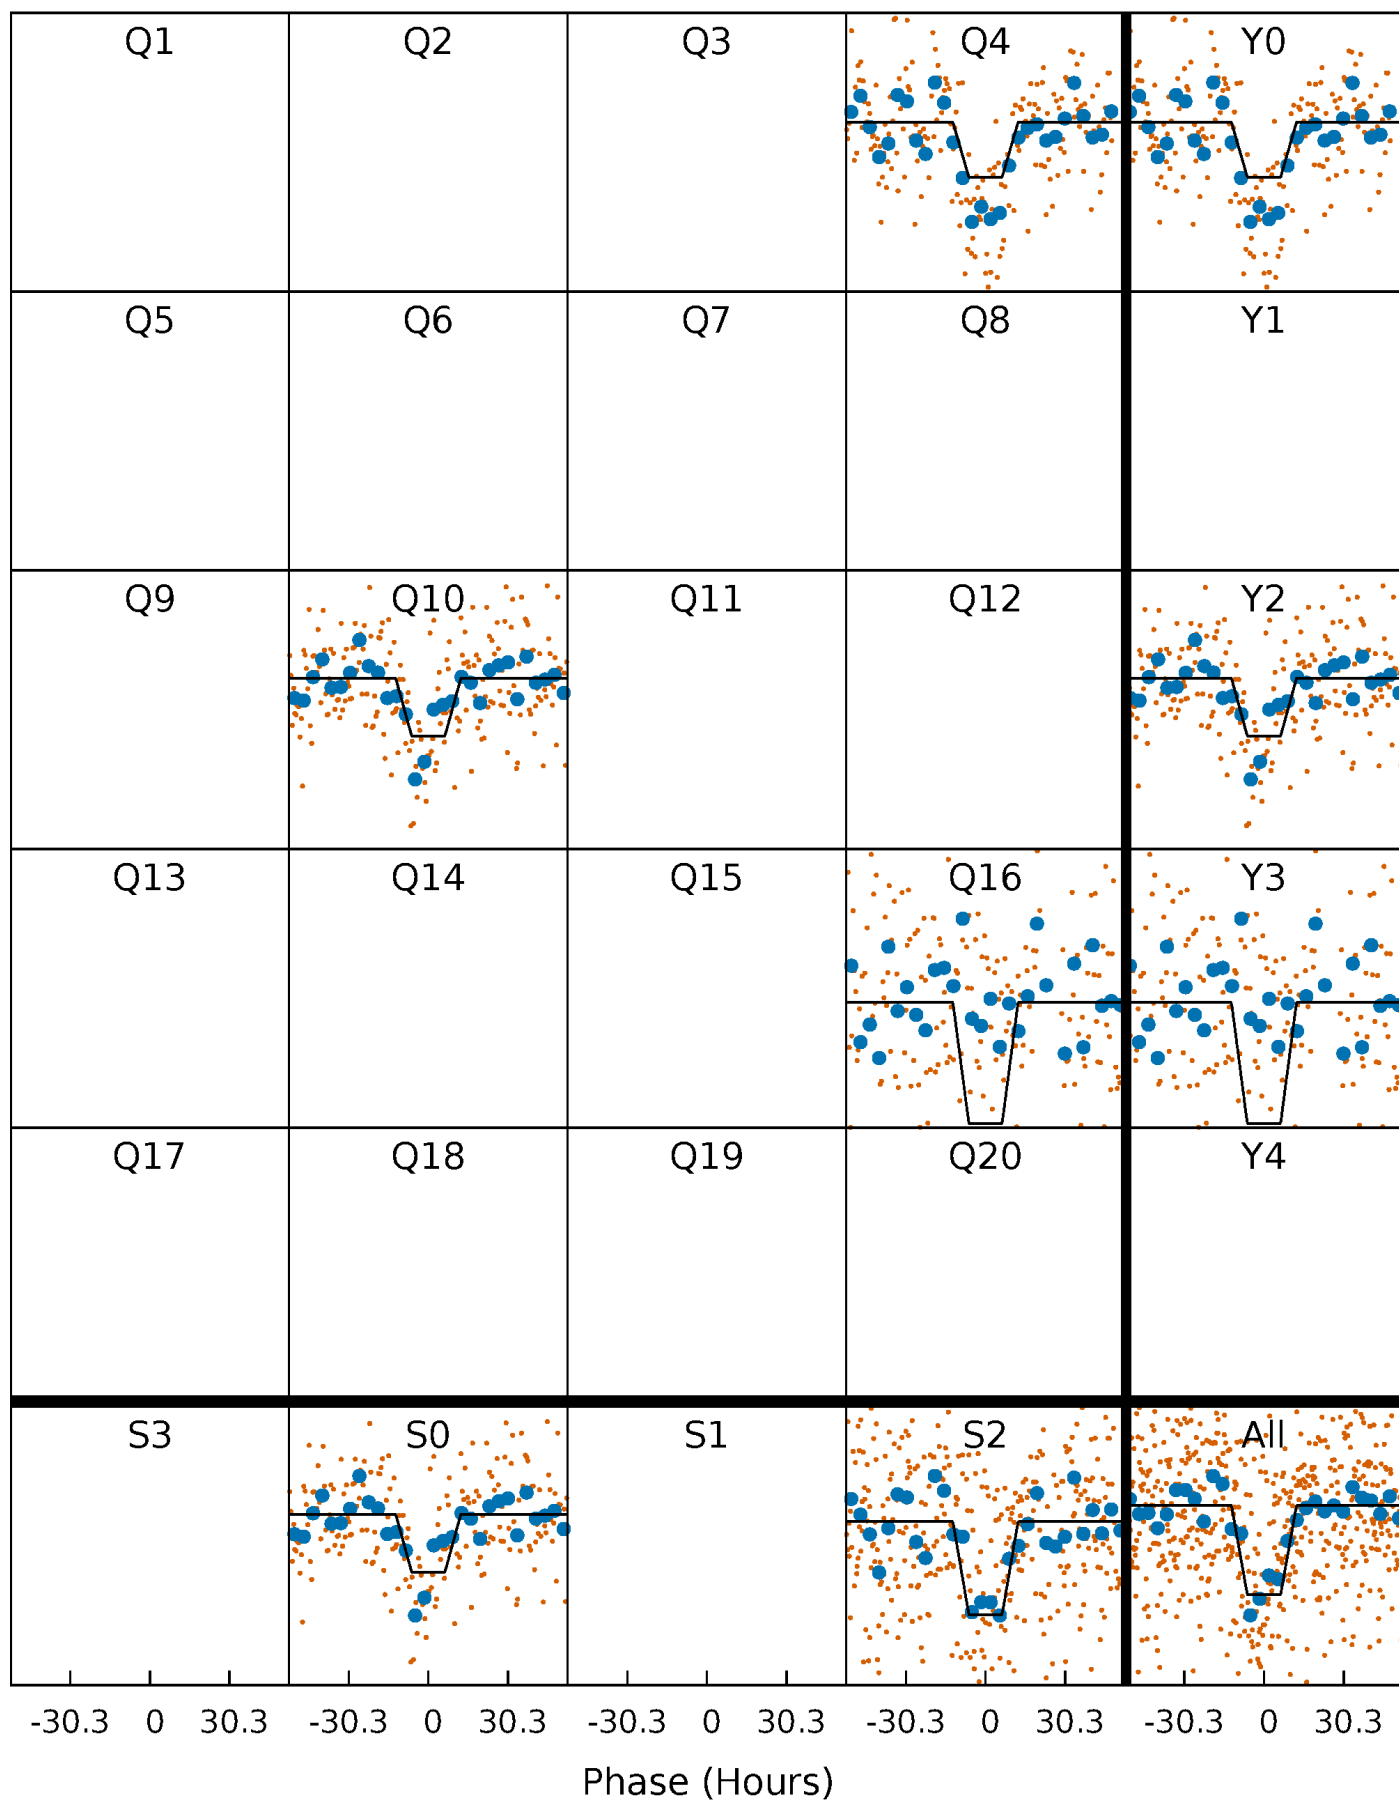 Q1 Q2 Q3 Q4 Y0
Q5 Q6 Q7 Q8 Y1
Q9 Q10 Q11 Q12 Y2
Q13 Q14 Q15 Q16 Y3
Q17 Q18 Q19 Q20 Y4
S3 S0 S1 S2 All
-30.3 0 30.3 -30.3 0 30.3 -30.3 0 30.3 -30.3 0 30.3 -30.3 0 30.3
Phase (Hours)